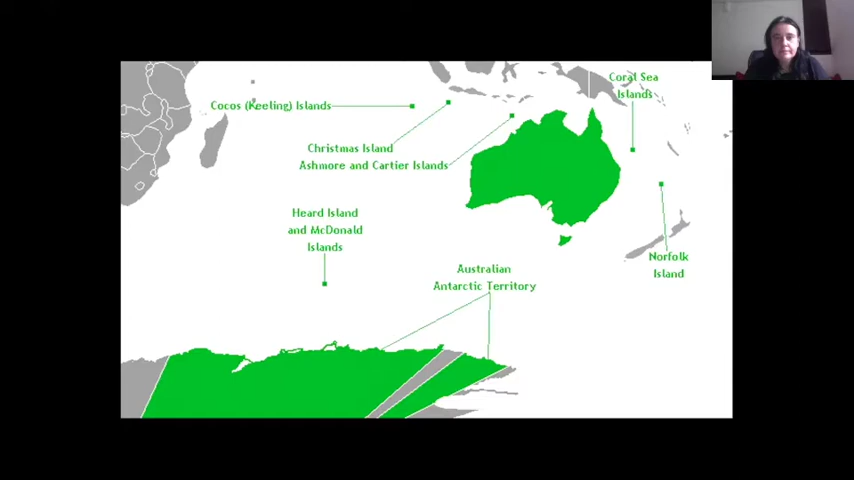 Coral Sea
Islands
Cocos (Keeling) Islands
Christmas Island
Ashmore and Cartier Islands
Heard Island
and McDonald
Islands
Norfolk
Island
Australian
Antarctic Territory